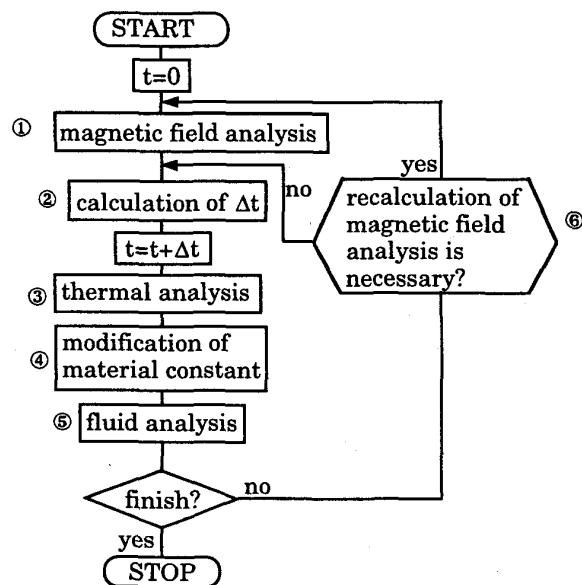 START
t=0
① magnetic field analysis
② calculation of Δt
t=t+Δt
③ thermal analysis
④ modification of
material constant
⑤ fluid analysis
finish?
no
yes
STOP
yes
no
recalculation of
magnetic field
analysis is
necessary?
⑥